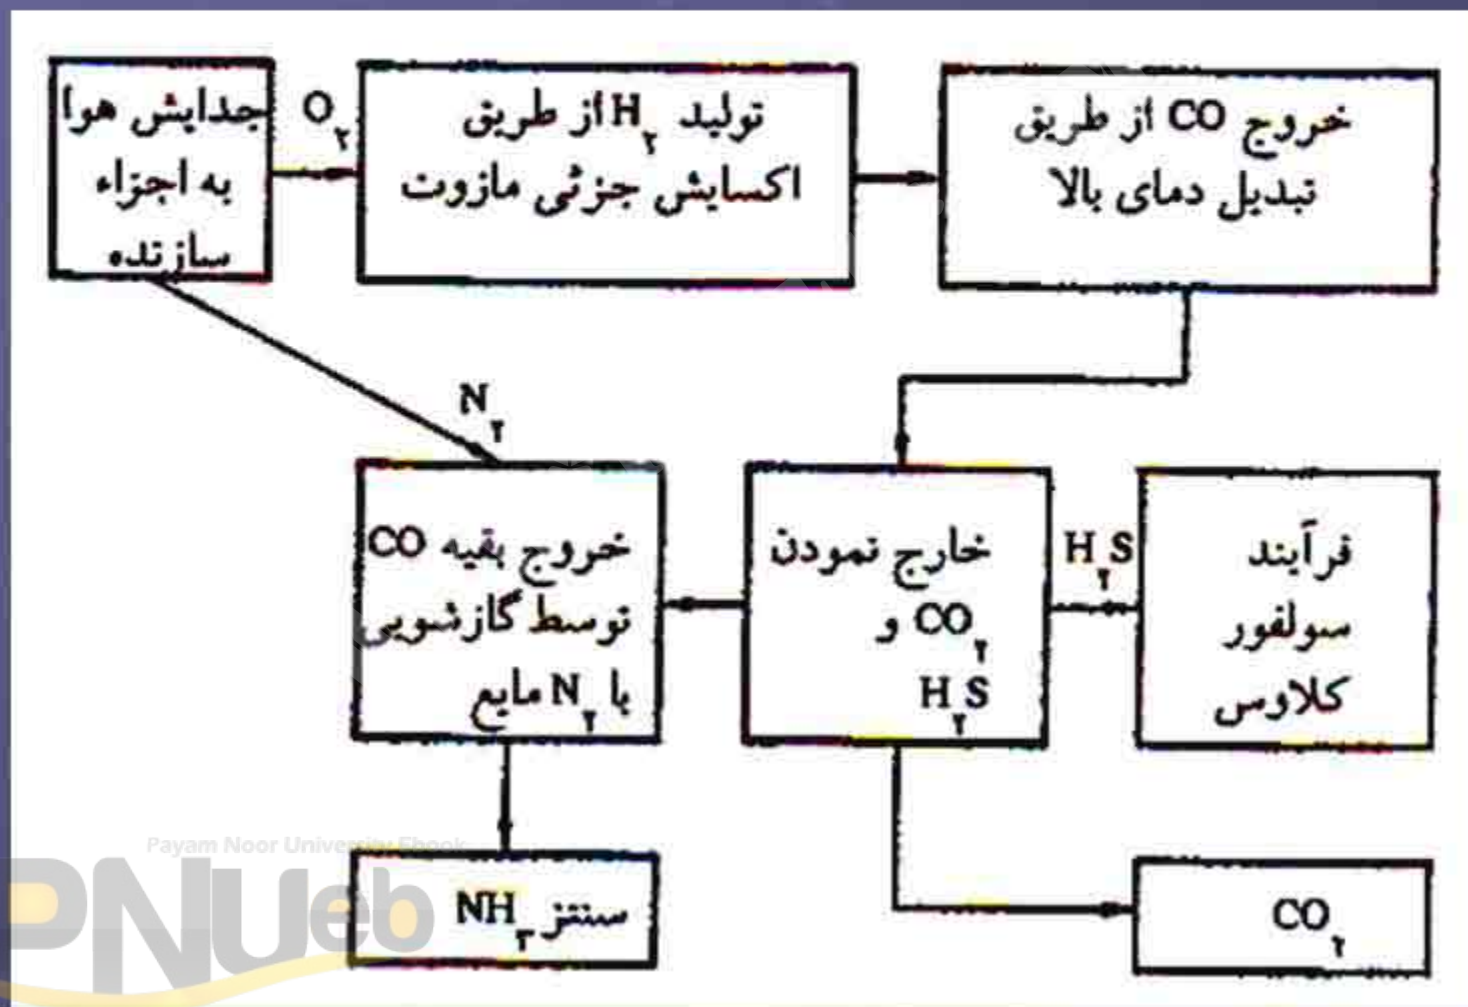 جدایش هوا
به اجزاء
سازنده
O۲
تولید H۲ از طریق
اکسایش جزئی مازوت
خروج CO از طریق
تبدیل دمای بالا
N۲
خروج بقیه CO
توسط گازشویی
با N۲ مایع
خارج نمودن
CO۲ و
H۲S
H۲S
فرآیند
سولفور
کلاوس
سنتز NH۳
CO۲
Payam Noor University Ebook
PNUeb